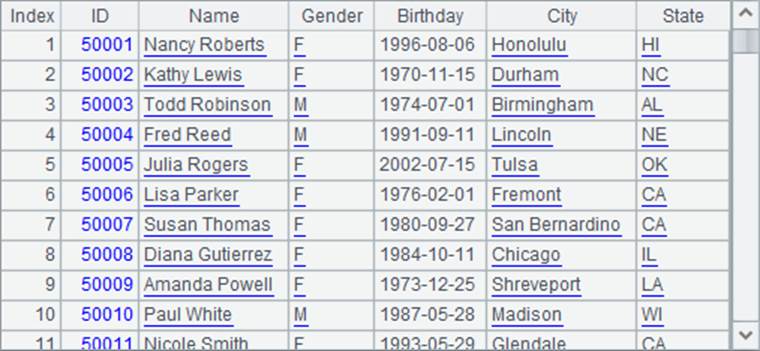 Index ID Name Gender Birthday City State
1 50001 Nancy Roberts F 1996-08-06 Honolulu HI
2 50002 Kathy Lewis F 1970-11-15 Durham NC
3 50003 Todd Robinson M 1974-07-01 Birmingham AL
4 50004 Fred Reed M 1991-09-11 Lincoln NE
5 50005 Julia Rogers F 2002-07-15 Tulsa OK
6 50006 Lisa Parker F 1976-02-01 Fremont CA
7 50007 Susan Thomas F 1980-09-27 San Bernardino CA
8 50008 Diana Gutierrez F 1984-10-11 Chicago IL
9 50009 Amanda Powell F 1973-12-25 Shreveport LA
10 50010 Paul White M 1987-05-28 Madison WI
11 50011 Nicole Smith F 1993-05-29 Glendale CA